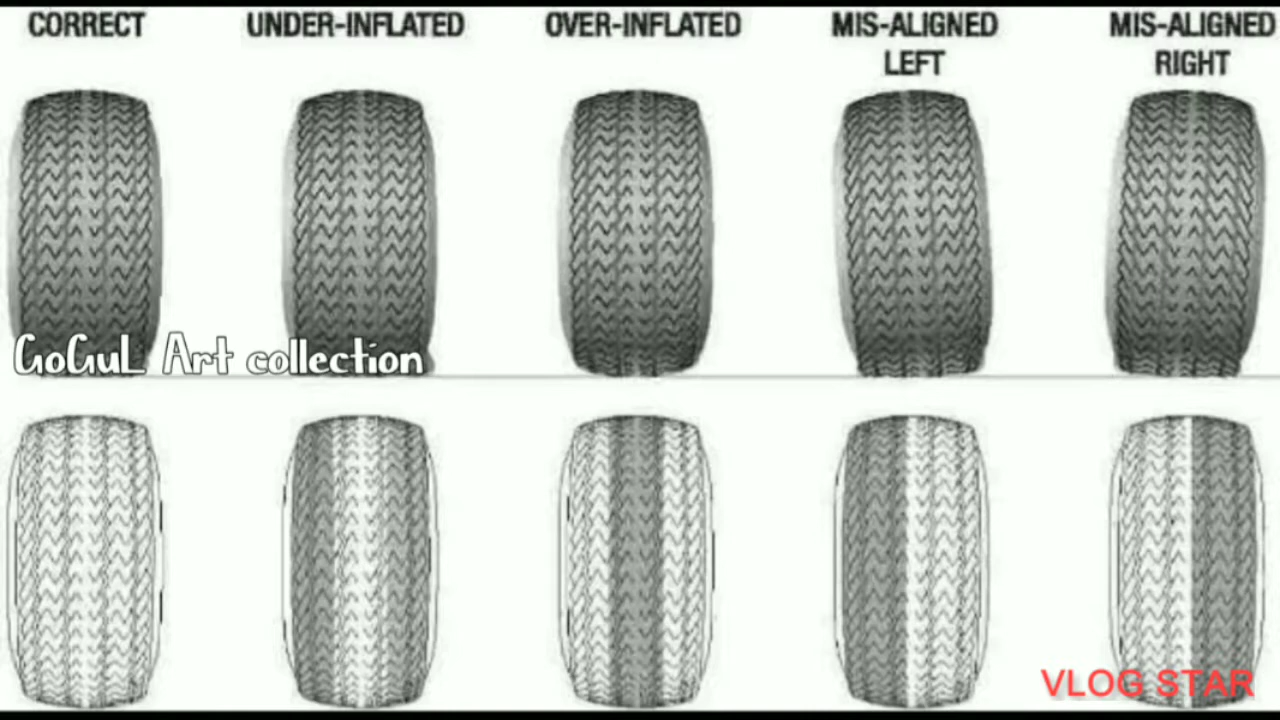 CORRECT
UNDER-INFLATED
OVER-INFLATED
MIS-ALIGNED
LEFT
MIS-ALIGNED
RIGHT
GoGuL Art collection
VLOG STAR